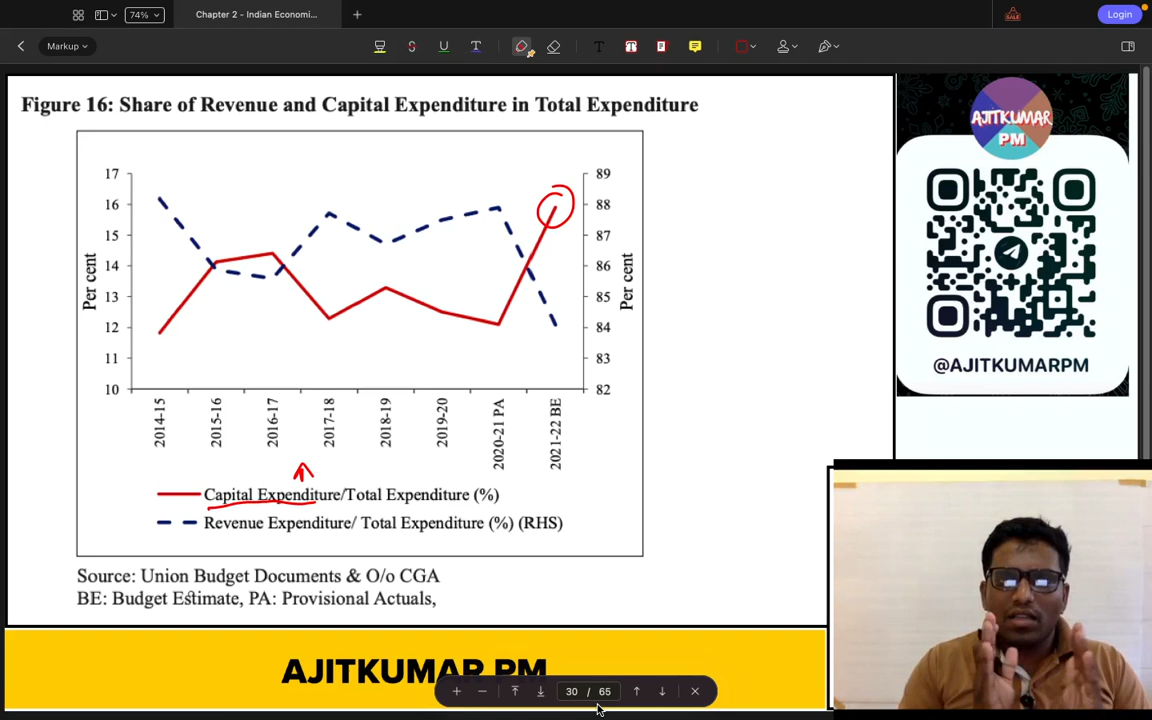 74%
Chapter 2 - Indian Economi...
SALE
Login
Markup
Figure 16: Share of Revenue and Capital Expenditure in Total Expenditure
17
16
15
14
13
12
11
10
Per cent
89
88
87
86
85
84
83
82
Per cent
2014-15
2015-16
2016-17
2017-18
2018-19
2019-20
2020-21 PA
2021-22 BE
Capital Expenditure/Total Expenditure (%)
Revenue Expenditure/ Total Expenditure (%) (RHS)
Source: Union Budget Documents & O/o CGA
BE: Budget Estimate, PA: Provisional Actuals,
AJITKUMAR
PM
@AJITKUMARPM
AJITKUMAR PM
30 / 65